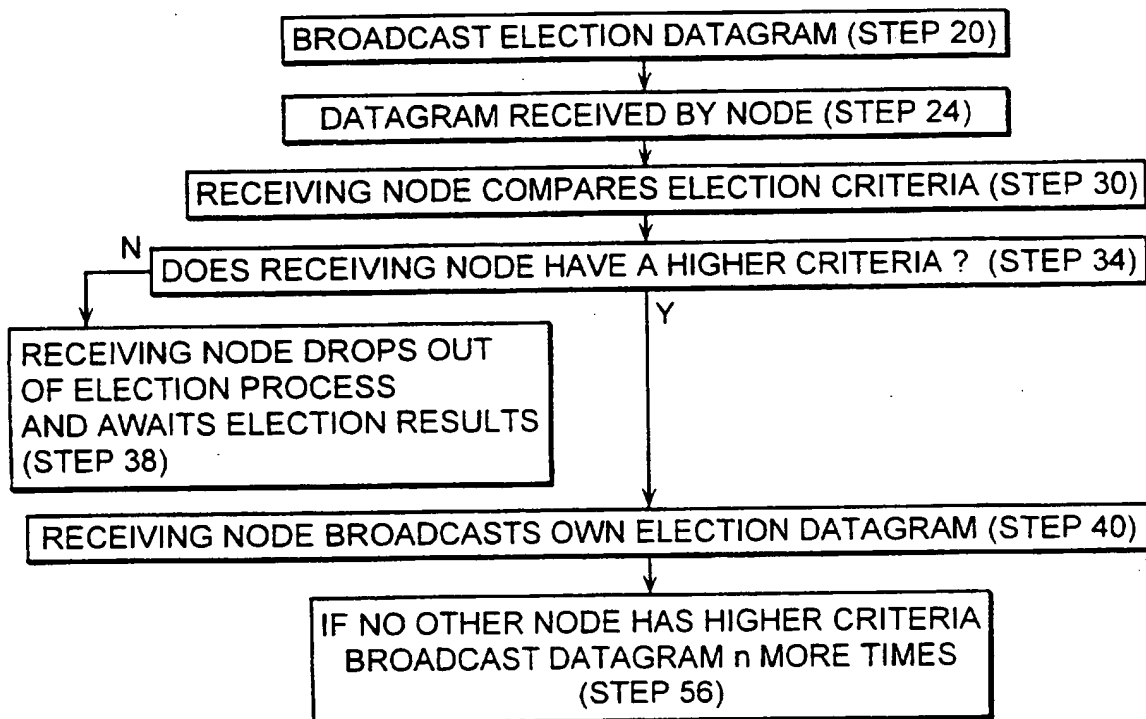 BROADCAST ELECTION DATAGRAM (STEP 20)
DATAGRAM RECEIVED BY NODE (STEP 24)
RECEIVING NODE COMPARES ELECTION CRITERIA (STEP 30)
N
DOES RECEIVING NODE HAVE A HIGHER CRITERIA ? (STEP 34)
Y
RECEIVING NODE DROPS OUT
OF ELECTION PROCESS
AND AWAITS ELECTION RESULTS
(STEP 38)
RECEIVING NODE BROADCASTS OWN ELECTION DATAGRAM (STEP 40)
IF NO OTHER NODE HAS HIGHER CRITERIA
BROADCAST DATAGRAM n MORE TIMES
(STEP 56)